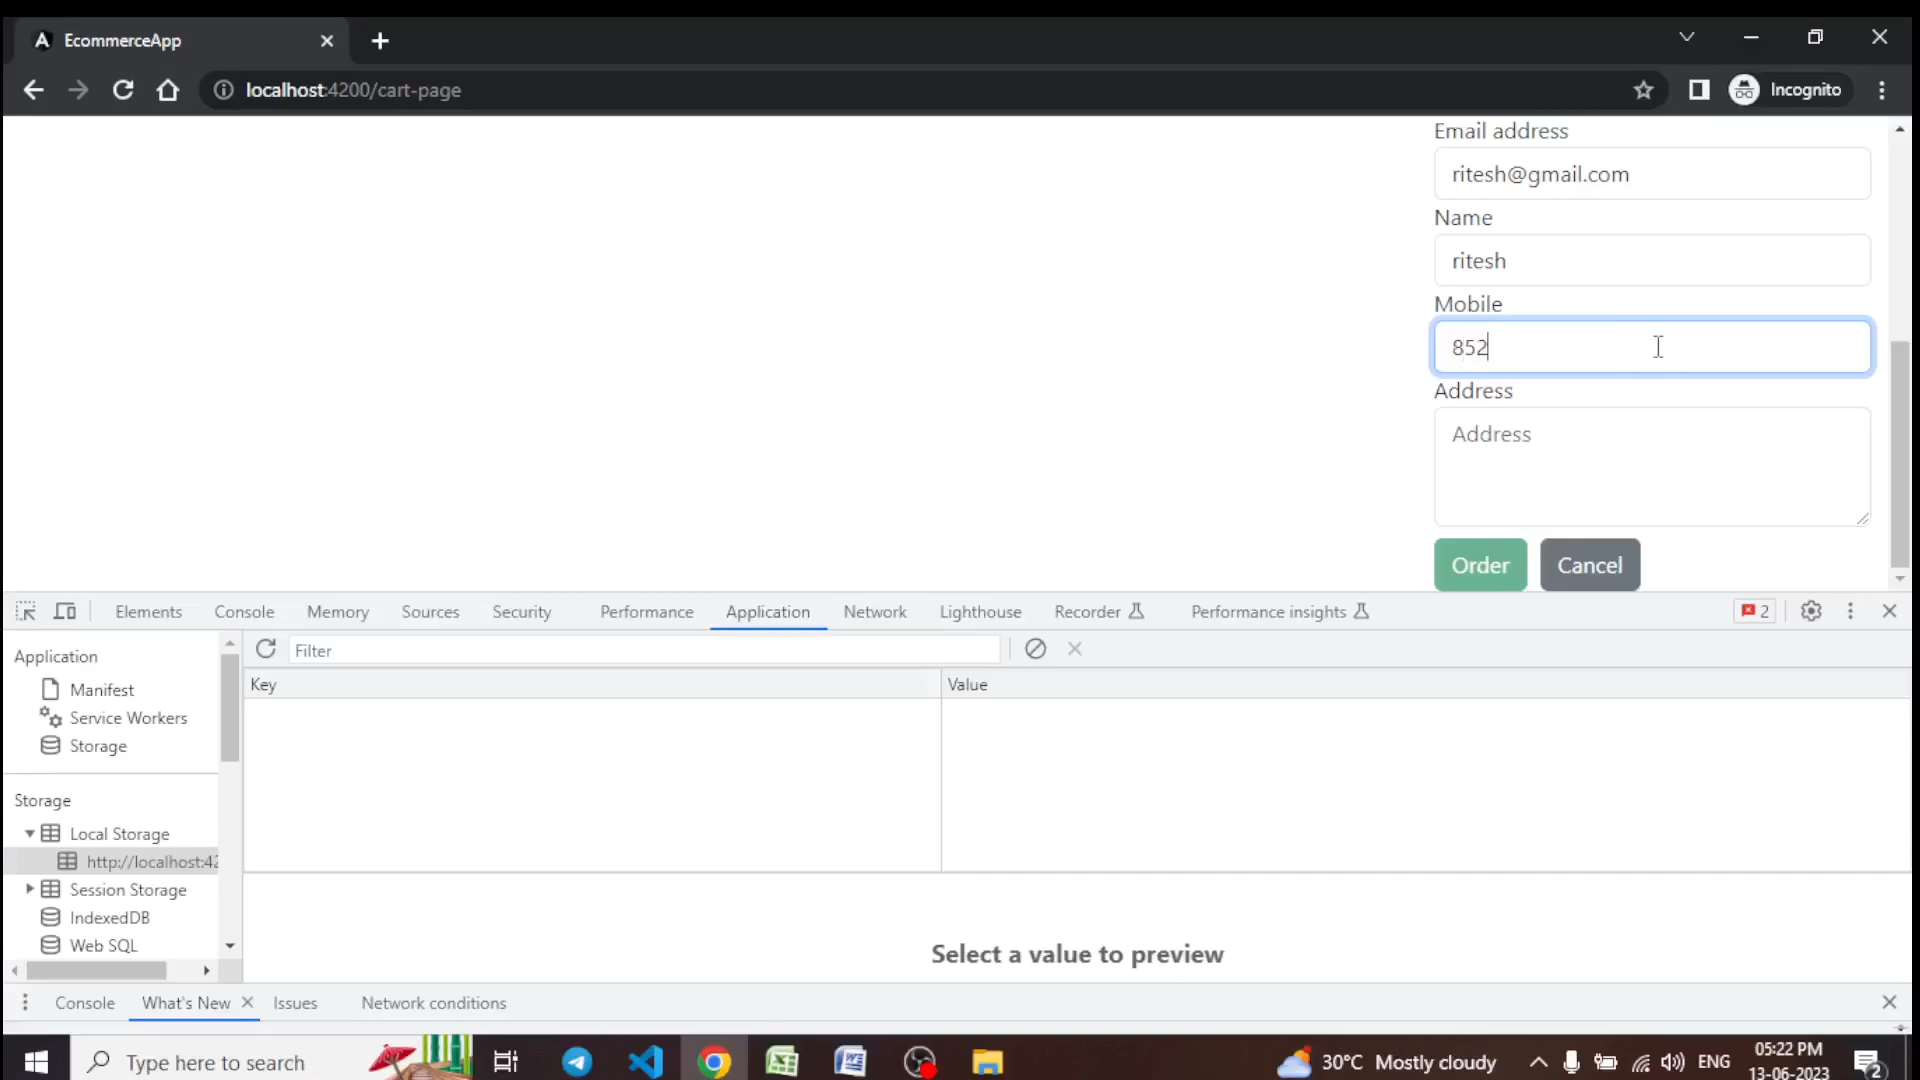 EcommerceApp
localhost:4200/cart-page
Incognito
Email address
ritesh@gmail.com
Name
ritesh
Mobile
852
Address
Address
Order Cancel
Elements Console Memory Sources Security Performance Application Network Lighthouse Recorder Performance insights 2
Application
Filter
Key Value
Manifest
Service Workers
Storage
Storage
Local Storage
http://localhost:42
Session Storage
IndexedDB
Web SQL
Select a value to preview
Console What's New Issues Network conditions
Type here to search
30°C Mostly cloudy
ENG
05:22 PM
13-06-2023
2